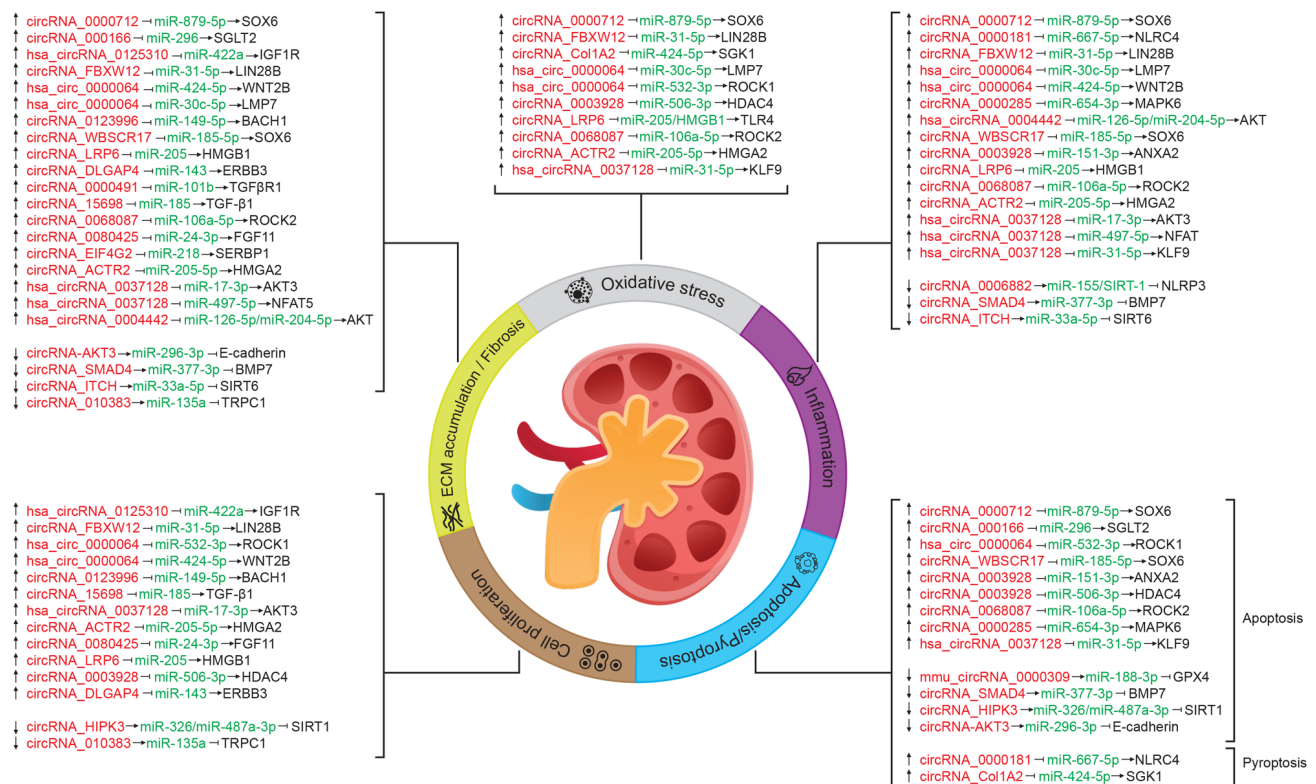 ↑ circRNA_0000712⊣miR-879-5p→SOX6
↑ circRNA_000166⊣miR-296→SGLT2
↑ hsa_circRNA_0125310⊣miR-422a→IGF1R
↑ circRNA_FBXW12⊣miR-31-5p→LIN28B
↑ hsa_circ_0000064⊣miR-424-5p→WNT2B
↑ hsa_circ_0000064⊣miR-30c-5p→LMP7
↑ circRNA_0123996⊣miR-149-5p→BACH1
↑ circRNA_WBSCR17⊣miR-185-5p→SOX6
↑ circRNA_LRP6⊣miR-205→HMGB1
↑ circRNA_DLGAP4⊣miR-143→ERBB3
↑ circRNA_0000491⊣miR-101b→TGFβR1
↑ circRNA_15698⊣miR-185→TGF-β1
↑ circRNA_0068087⊣miR-106a-5p→ROCK2
↑ circRNA_0080425⊣miR-24-3p→FGF11
↑ circRNA_EIF4G2⊣miR-218→SERBP1
↑ circRNA_ACTR2⊣miR-205-5p→HMGA2
↑ hsa_circRNA_0037128⊣miR-17-3p→AKT3
↑ hsa_circRNA_0037128⊣miR-497-5p→NFAT5
↑ hsa_circRNA_0004442⊣miR-126-5p/miR-204-5p→AKT
↓ circRNA-AKT3→miR-296-3p⊣E-cadherin
↓ circRNA_SMAD4→miR-377-3p⊣BMP7
↓ circRNA_ITCH→miR-33a-5p⊣SIRT6
↓ circRNA_010383→miR-135a⊣TRPC1
↑ circRNA_0000712⊣miR-879-5p→SOX6
↑ circRNA_FBXW12⊣miR-31-5p→LIN28B
↑ circRNA_Col1A2⊣miR-424-5p→SGK1
↑ hsa_circ_0000064⊣miR-30c-5p→LMP7
↑ hsa_circ_0000064⊣miR-532-3p→ROCK1
↑ circRNA_0003928⊣miR-506-3p→HDAC4
↑ circRNA_LRP6⊣miR-205/HMGB1→TLR4
↑ circRNA_0068087⊣miR-106a-5p→ROCK2
↑ circRNA_ACTR2⊣miR-205-5p→HMGA2
↑ hsa_circRNA_0037128⊣miR-31-5p→KLF9
↑ circRNA_0000712⊣miR-879-5p→SOX6
↑ circRNA_0000181⊣miR-667-5p→NLRC4
↑ circRNA_FBXW12⊣miR-31-5p→LIN28B
↑ hsa_circ_0000064⊣miR-30c-5p→LMP7
↑ hsa_circ_0000064⊣miR-424-5p→WNT2B
↑ circRNA_0000285⊣miR-654-3p→MAPK6
↑ hsa_circRNA_0004442⊣miR-126-5p/miR-204-5p→AKT
↑ circRNA_WBSCR17⊣miR-185-5p→SOX6
↑ circRNA_0003928⊣miR-151-3p→ANXA2
↑ circRNA_LRP6⊣miR-205→HMGB1
↑ circRNA_0068087⊣miR-106a-5p→ROCK2
↑ circRNA_ACTR2⊣miR-205-5p→HMGA2
↑ hsa_circRNA_0037128⊣miR-17-3p→AKT3
↑ hsa_circRNA_0037128⊣miR-497-5p→NFAT
↑ hsa_circRNA_0037128⊣miR-31-5p→KLF9
↓ circRNA_0006882→miR-155/SIRT-1⊣NLRP3
↓ circRNA_SMAD4→miR-377-3p⊣BMP7
↓ circRNA_ITCH→miR-33a-5p⊣SIRT6
Oxidative stress
ECM accumulation / Fibrosis
Inflammation
Cell proliferation
Apoptosis/Pyroptosis
↑ hsa_circRNA_0125310⊣miR-422a→IGF1R
↑ circRNA_FBXW12⊣miR-31-5p→LIN28B
↑ hsa_circ_0000064⊣miR-532-3p→ROCK1
↑ hsa_circ_0000064⊣miR-424-5p→WNT2B
↑ circRNA_0123996⊣miR-149-5p→BACH1
↑ circRNA_15698⊣miR-185→TGF-β1
↑ hsa_circRNA_0037128⊣miR-17-3p→AKT3
↑ circRNA_ACTR2⊣miR-205-5p→HMGA2
↑ circRNA_0080425⊣miR-24-3p→FGF11
↑ circRNA_LRP6⊣miR-205→HMGB1
↑ circRNA_0003928⊣miR-506-3p→HDAC4
↑ circRNA_DLGAP4⊣miR-143→ERBB3
↓ circRNA_HIPK3→miR-326/miR-487a-3p⊣SIRT1
↓ circRNA_010383→miR-135a⊣TRPC1
↑ circRNA_0000712⊣miR-879-5p→SOX6
↑ circRNA_000166⊣miR-296→SGLT2
↑ hsa_circ_0000064⊣miR-532-3p→ROCK1
↑ circRNA_WBSCR17⊣miR-185-5p→SOX6
↑ circRNA_0003928⊣miR-151-3p→ANXA2
↑ circRNA_0003928⊣miR-506-3p→HDAC4
↑ circRNA_0068087⊣miR-106a-5p→ROCK2
↑ circRNA_0000285⊣miR-654-3p→MAPK6
↑ hsa_circRNA_0037128⊣miR-31-5p→KLF9
↓ mmu_circRNA_0000309→miR-188-3p⊣GPX4
↓ circRNA_SMAD4→miR-377-3p⊣BMP7
↓ circRNA_HIPK3→miR-326/miR-487a-3p⊣SIRT1
↓ circRNA-AKT3→miR-296-3p⊣E-cadherin
Apoptosis
↑ circRNA_0000181⊣miR-667-5p→NLRC4
↑ circRNA_Col1A2⊣miR-424-5p→SGK1
Pyroptosis